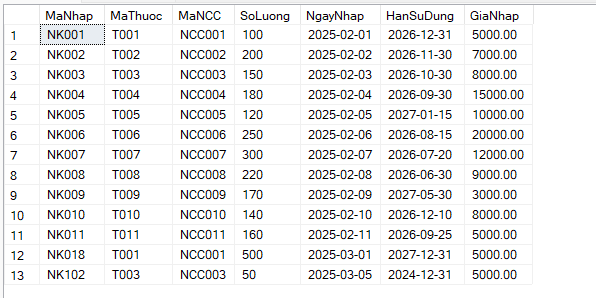 MaNhap MaThuoc MaNCC SoLuong NgayNhap HanSuDung GiaNhap
1 NK001 T001 NCC001 100 2025-02-01 2026-12-31 5000.00
2 NK002 T002 NCC002 200 2025-02-02 2026-11-30 7000.00
3 NK003 T003 NCC003 150 2025-02-03 2026-10-30 8000.00
4 NK004 T004 NCC004 180 2025-02-04 2026-09-30 15000.00
5 NK005 T005 NCC005 120 2025-02-05 2027-01-15 10000.00
6 NK006 T006 NCC006 250 2025-02-06 2026-08-15 20000.00
7 NK007 T007 NCC007 300 2025-02-07 2026-07-20 12000.00
8 NK008 T008 NCC008 220 2025-02-08 2026-06-30 9000.00
9 NK009 T009 NCC009 170 2025-02-09 2027-05-30 3000.00
10 NK010 T010 NCC010 140 2025-02-10 2026-12-10 8000.00
11 NK011 T011 NCC011 160 2025-02-11 2026-09-25 5000.00
12 NK018 T001 NCC001 500 2025-03-01 2027-12-31 5000.00
13 NK102 T003 NCC003 50 2025-03-05 2024-12-31 5000.00